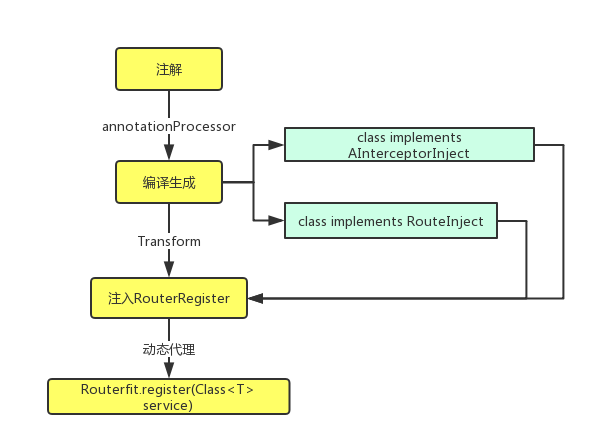 注解
annotationProcessor
class implements
AInterceptorInject
编译生成
class implements RouteInject
Transform
注入RouterRegister
动态代理
Routerfit.register(Class<T>
service)